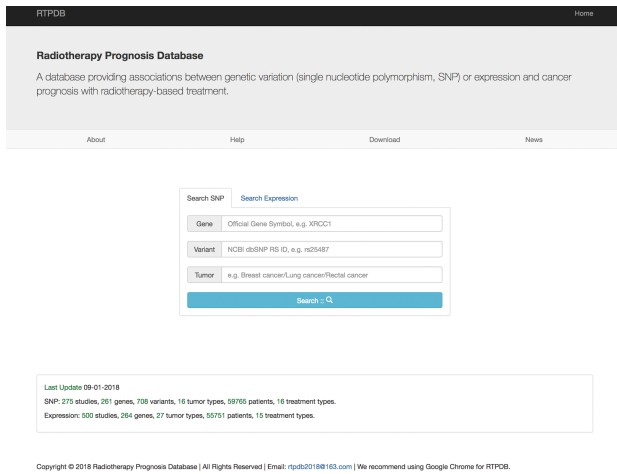 RTPDB Home
Radiotherapy Prognosis Database
A database providing associations between genetic variation (single nucleotide polymorphism, SNP) or expression and cancer
prognosis with radiotherapy-based treatment.
About Help Download News
Search SNP Search Expression
Gene Official Gene Symbol, e.g. XRCC1
Variant NCBI dbSNP RS ID, e.g. rs25487
Tumor e.g. Breast cancer/Lung cancer/Rectal cancer
Search ::
Last Update 09-01-2018
SNP: 275 studies, 261 genes, 708 variants, 16 tumor types, 59765 patients, 16 treatment types.
Expression: 500 studies, 264 genes, 27 tumor types, 55751 patients, 15 treatment types.
Copyright © 2018 Radiotherapy Prognosis Database | All Rights Reserved | Email: rtpdb2018@163.com | We recommend using Google Chrome for RTPDB.